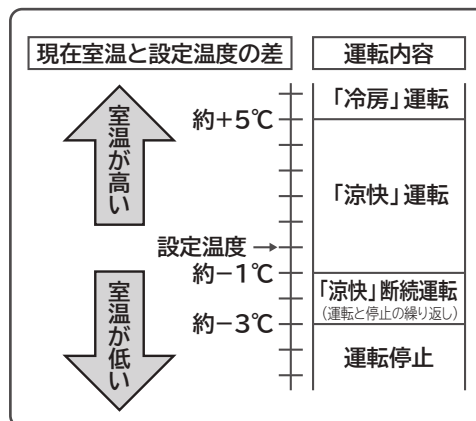 現在室温と設定温度の差
運転内容
室温が高い
約+5℃
設定温度→
約−1℃
約−3℃
室温が低い
「冷房」運転
「涼快」運転
「涼快」断続運転
(運転と停止の繰り返し)
運転停止